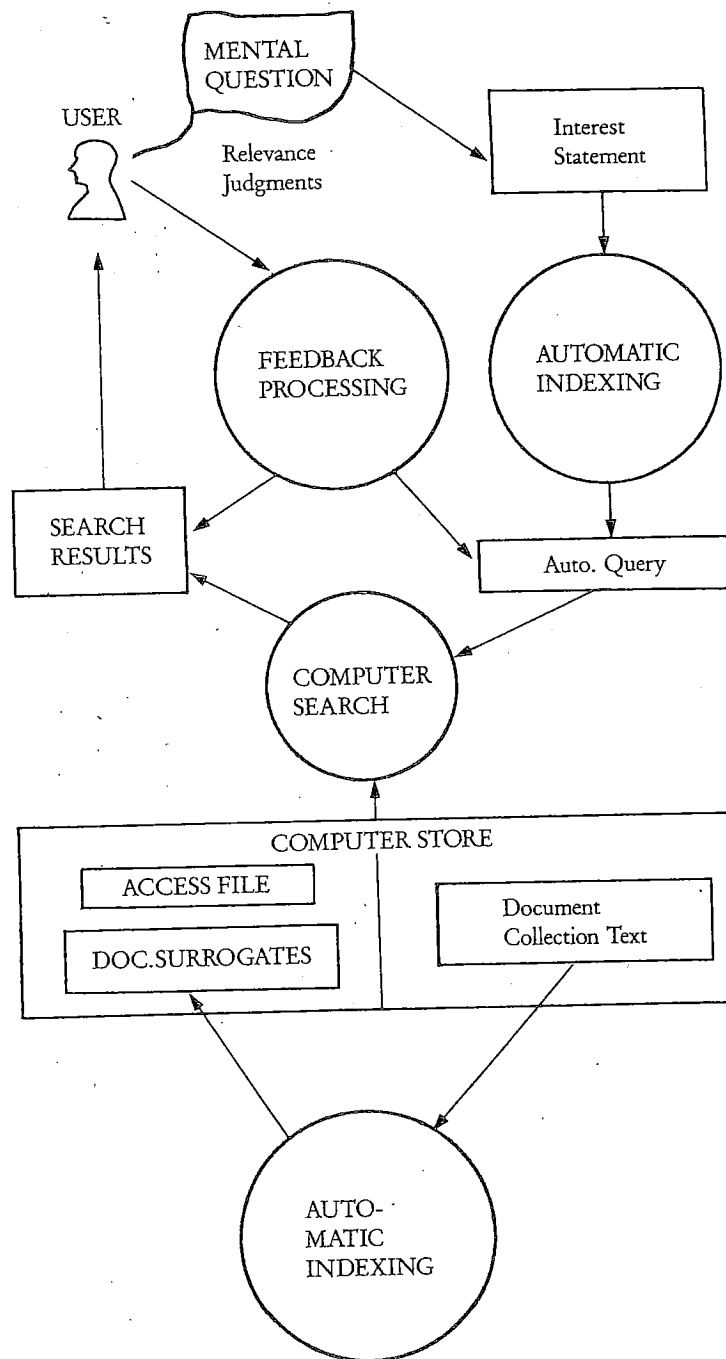 MENTAL
QUESTION
USER
Relevance
Judgments
Interest
Statement
FEEDBACK
PROCESSING
AUTOMATIC
INDEXING
SEARCH
RESULTS
Auto. Query
COMPUTER
SEARCH
COMPUTER STORE
ACCESS FILE
DOC.SURROGATES
Document
Collection Text
AUTO-
MATIC
INDEXING